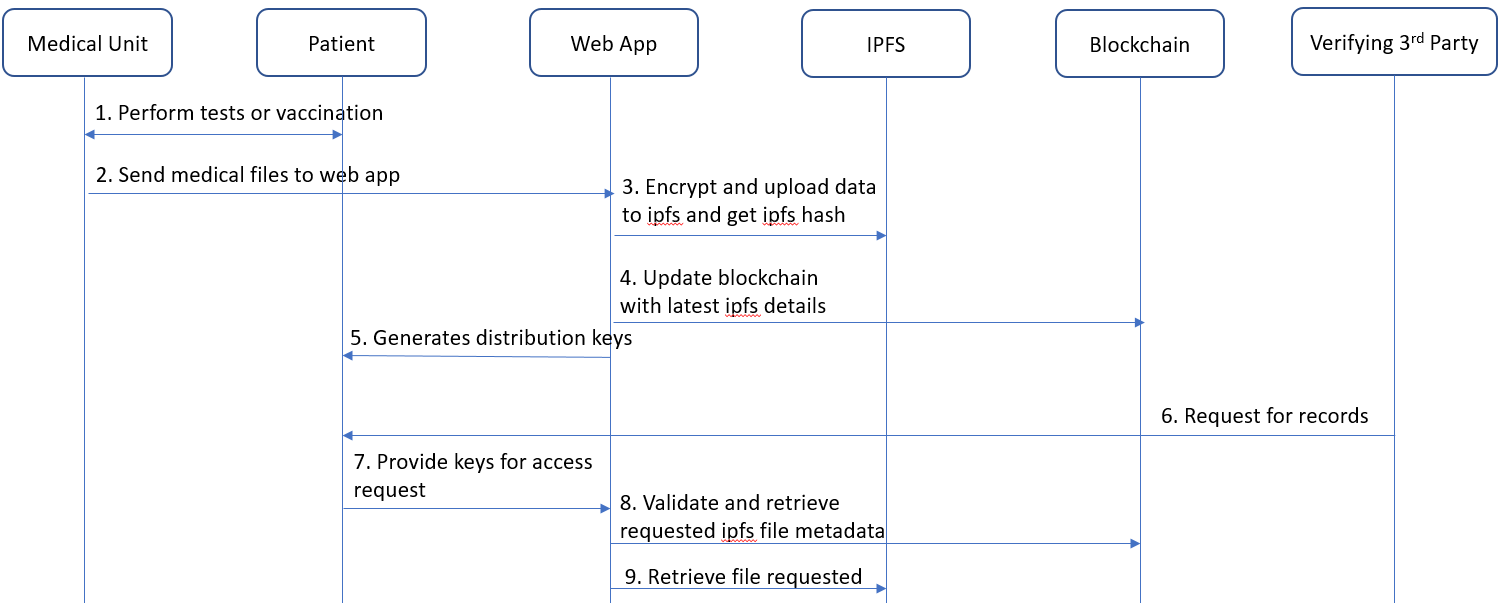 Medical Unit
Patient
Web App
IPFS
Blockchain
Verifying 3rd Party
1. Perform tests or vaccination
2. Send medical files to web app
3. Encrypt and upload data
to ipfs and get ipfs hash
4. Update blockchain
with latest ipfs details
5. Generates distribution keys
6. Request for records
7. Provide keys for access
request
8. Validate and retrieve
requested ipfs file metadata
9. Retrieve file requested